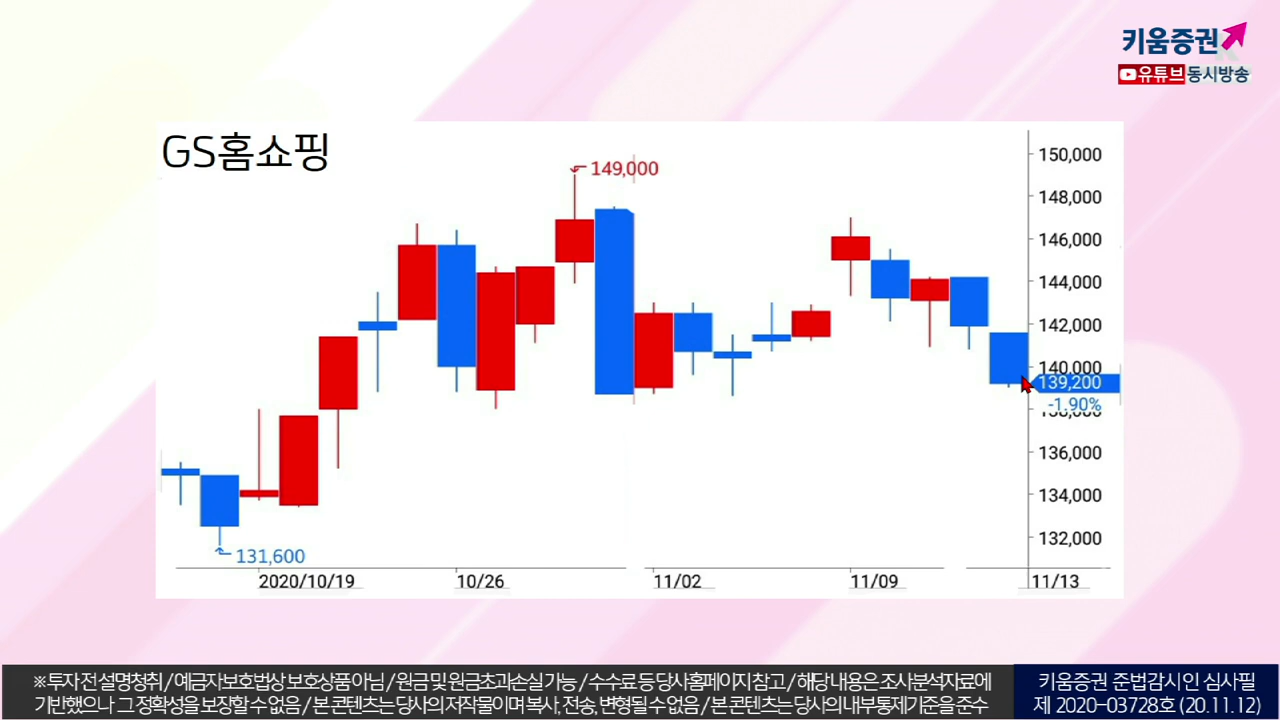 키움증권
유튜브 동시방송
GS홈쇼핑
149,000
150,000
148,000
146,000
144,000
142,000
140,000
139,200
-1.90%
138,000
136,000
134,000
132,000
131,600
2020/10/19
10/26
11/02
11/09
11/13
※투자 전 설명청취 / 예금자보호법상 보호상품 아님 / 원금 및 원금초과손실 가능 / 수수료 등 당사홈페이지 참고 / 해당 내용은 조사분석자료에
기반했으나 그 정확성을 보장할 수 없음 / 본 콘텐츠는 당사의 저작물이며 복사, 전송, 변형될 수 없음 / 본 콘텐츠는 당사의 내부통제기준을 준수
키움증권 준법감시인 심사필
제 2020-03728호 (20.11.12)